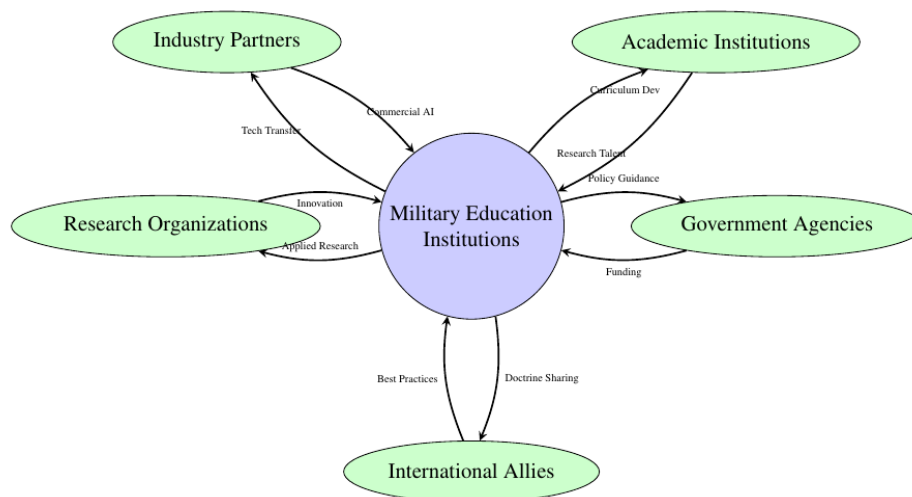 Industry Partners
Academic Institutions
Curriculum Dev
Commercial AI
Tech Transfer
Research Talent
Policy Guidance
Innovation
Military Education
Institutions
Research Organizations
Government Agencies
Applied Research
Funding
Best Practices
Doctrine Sharing
International Allies